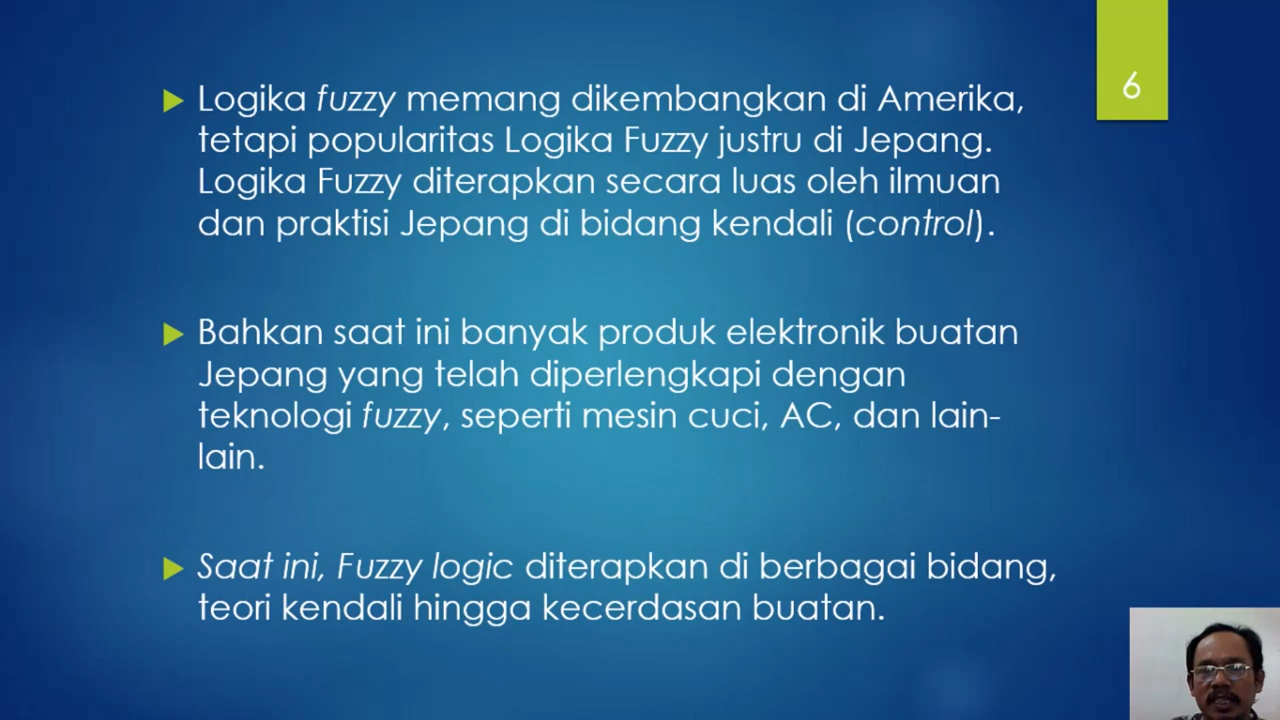 6
Logika fuzzy memang dikembangkan di Amerika,
tetapi popularitas Logika Fuzzy justru di Jepang.
Logika Fuzzy diterapkan secara luas oleh ilmuan
dan praktisi Jepang di bidang kendali (control).
Bahkan saat ini banyak produk elektronik buatan
Jepang yang telah diperlengkapi dengan
teknologi fuzzy, seperti mesin cuci, AC, dan lain-
lain.
Saat ini, Fuzzy logic diterapkan di berbagai bidang,
teori kendali hingga kecerdasan buatan.